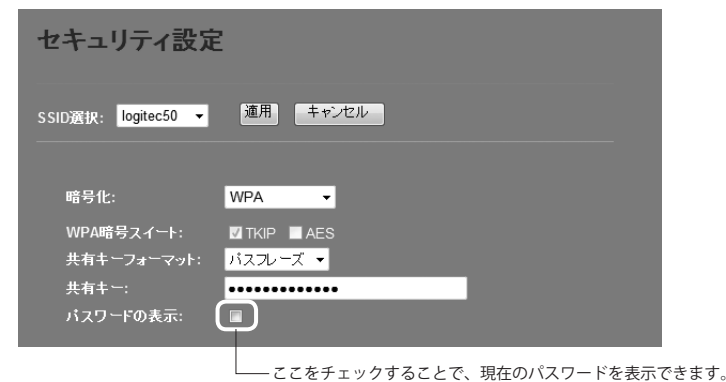 セキュリティ設定
SSID選択: logitec50 適用 キャンセル
暗号化: WPA
WPA暗号スイート: TKIP AES
共有キーフォーマット: パスフレーズ
共有キー: ●●●●●●●●●●●●●
パスワードの表示:
ここをチェックすることで、現在のパスワードを表示できます。